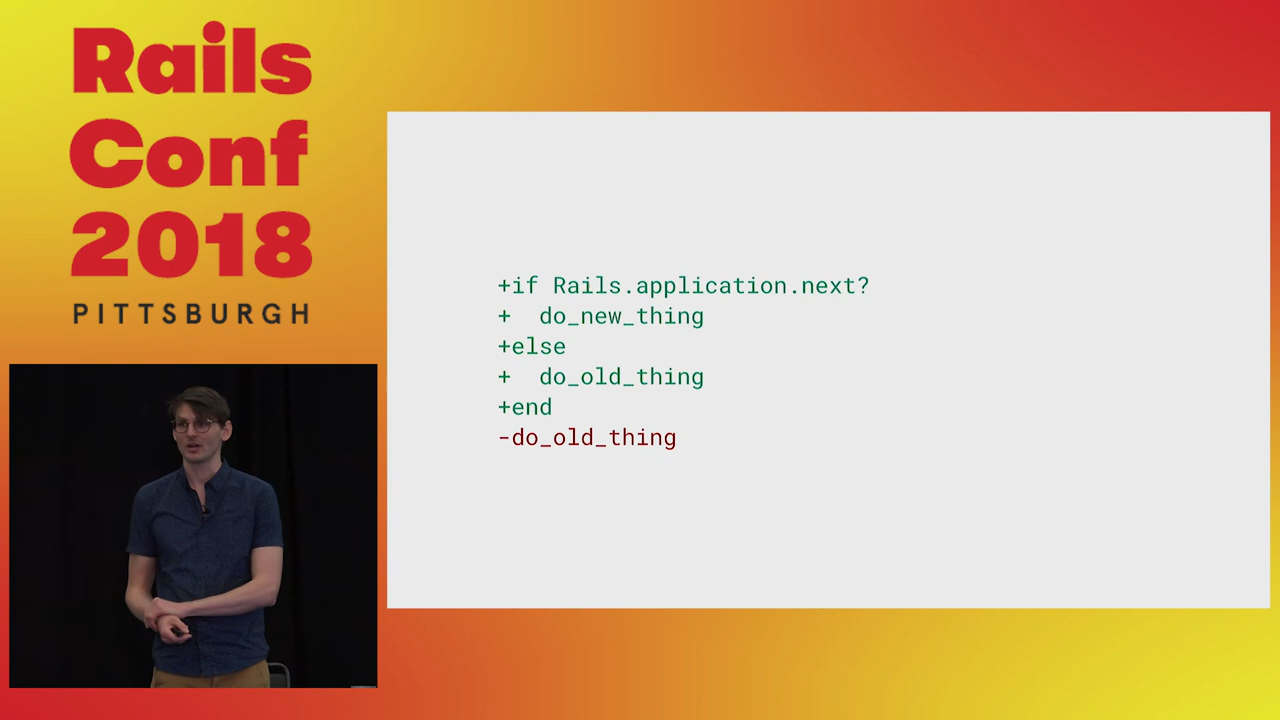 Rails
Conf
2018
PITTSBURGH
+if Rails.application.next?
+  do_new_thing
+else
+  do_old_thing
+end
-do_old_thing